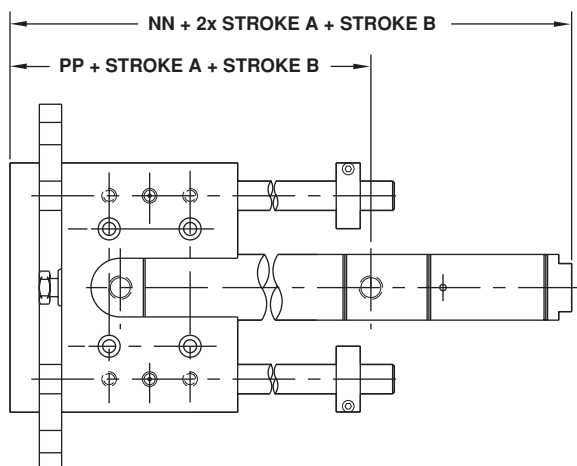 NN + 2x STROKE A + STROKE B
PP + STROKE A + STROKE B